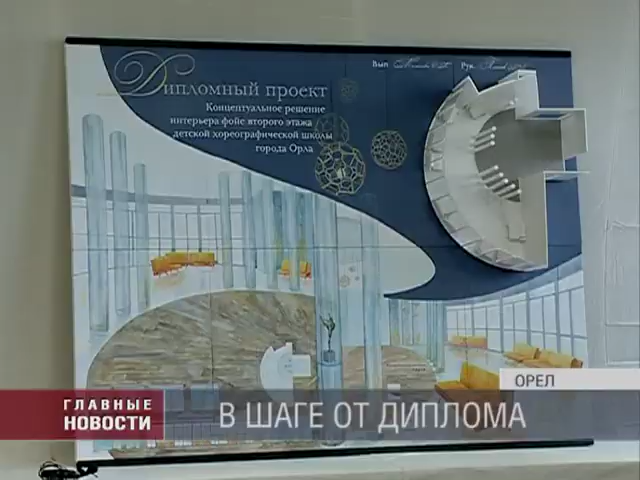 Дипломный проект
Вып
Рук.
Концептуальное решение
интерьера фойе второго этажа
детской хореографической школы
города Орла
ОРЕЛ
ГЛАВНЫЕ
НОВОСТИ
В ШАГЕ ОТ ДИПЛОМА